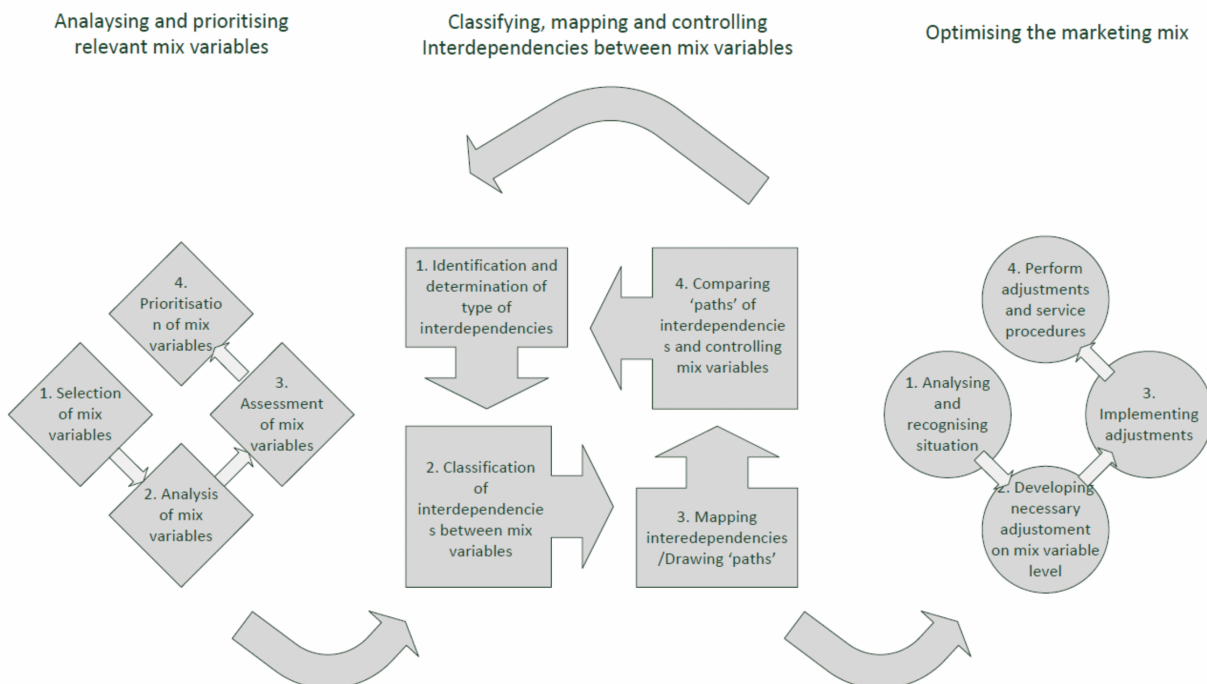 Analaysing and prioritising
relevant mix variables
Classifying, mapping and controlling
Interdependencies between mix variables
Optimising the marketing mix
4.
Prioritisatio
n of mix
variables
1. Selection
of mix
variables
3.
Assessment
of mix
variables
2. Analysis
of mix
variables
1. Identification and
determination of
type of
interdependencies
4. Comparing
‘paths’ of
interdependencie
s and controlling
mix variables
2. Classification
of
interdependencie
s between mix
variables
3. Mapping
interedependencies
/Drawing ‘paths’
4. Perform
adjustments
and service
procedures
1. Analysing
and
recognising
situation
3.
Implementing
adjustments
2. Developing
necessary
adjustoment
on mix variable
level